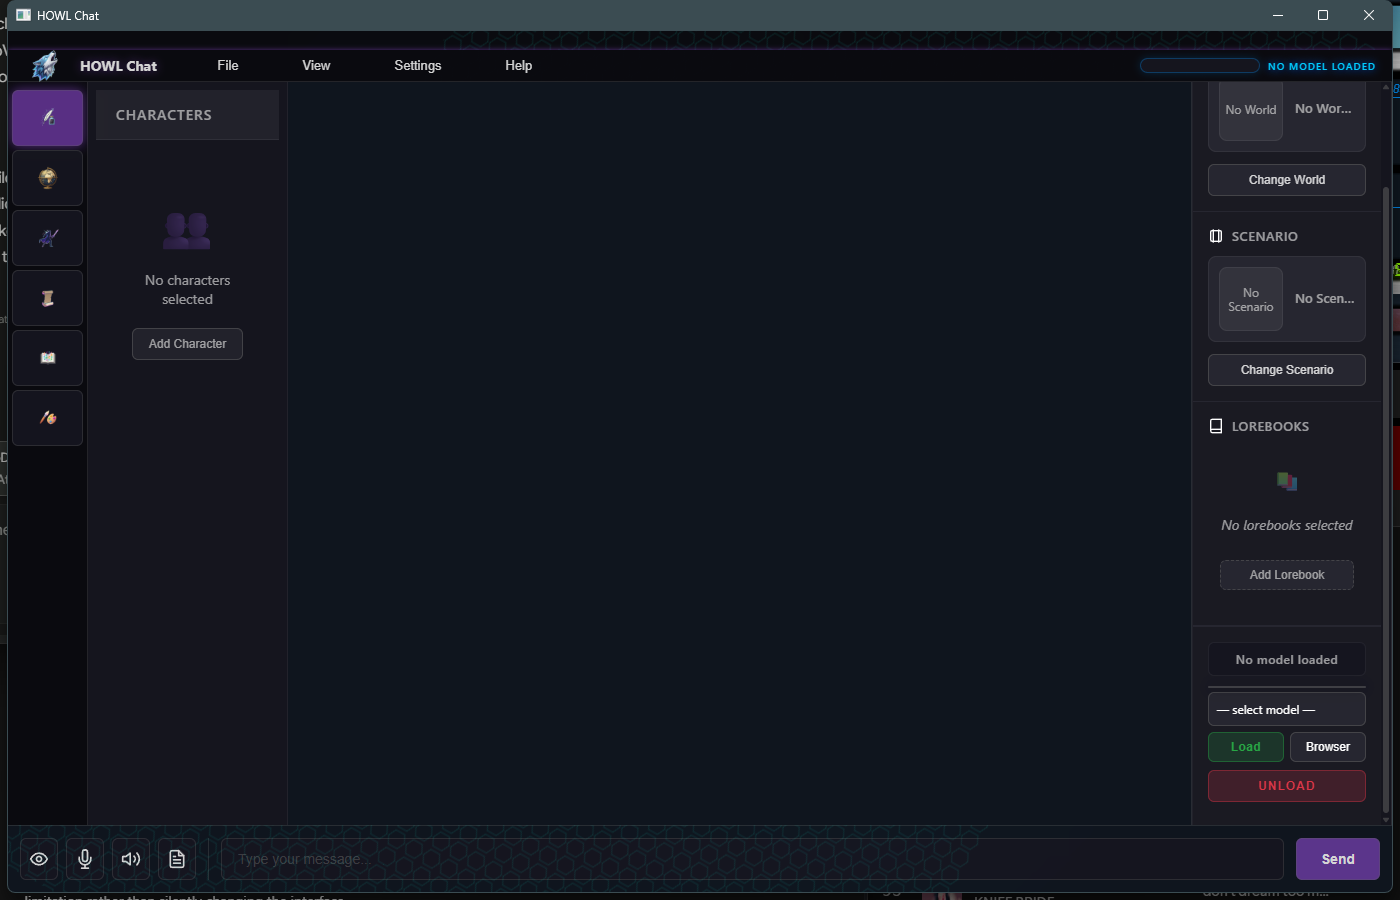 HOWL Chat
HOWL Chat File View Settings Help NO MODEL LOADED
CHARACTERS
No characters
selected
Add Character
No World No Wor...
Change World
SCENARIO
No
Scenario
No Scen...
Change Scenario
LOREBOOKS
No lorebooks selected
Add Lorebook
No model loaded
— select model —
Load Browser
UNLOAD
Type your message...
Send